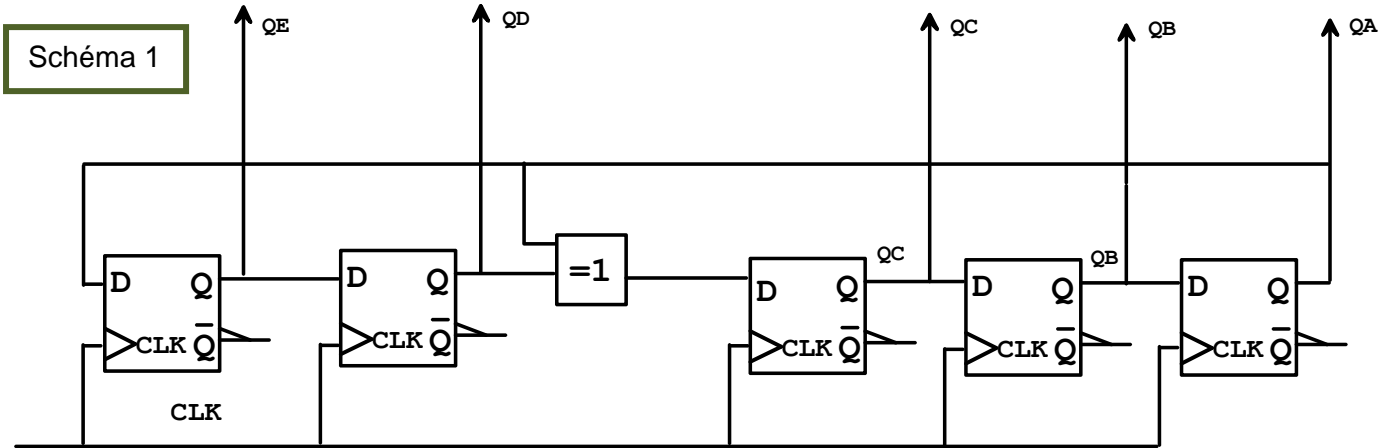 Schéma 1
QE
QD
QC
QB
QA
D Q
CLK Q̅
D Q
CLK Q̅
=1
QC
D Q
CLK Q̅
QB
D Q
CLK Q̅
D Q
CLK Q̅
CLK